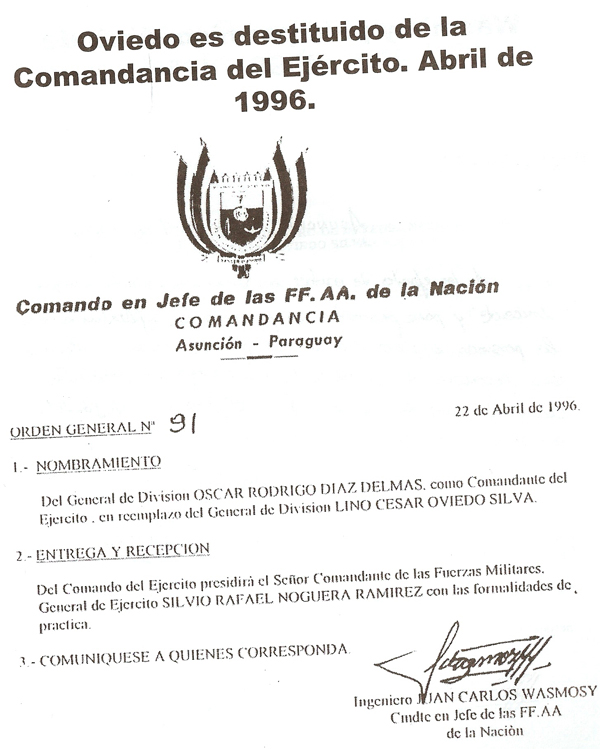 Oviedo es destituido de la
Comandancia del Ejército. Abril de
1996.
Comando en Jefe de las FF.AA. de la Nación
COMANDANCIA
Asunción - Paraguay
22 de Abril de 1996.
ORDEN GENERAL Nº 91
1.- NOMBRAMIENTO
Del General de Division OSCAR RODRIGO DIAZ DELMAS, como Comandante del
Ejercito , en reemplazo del General de Division LINO CESAR OVIEDO SILVA.
2.- ENTREGA Y RECEPCION
Del Comando del Ejercito presidirá el Señor Comandante de las Fuerzas Militares,
General de Ejercito SILVIO RAFAEL NOGUERA RAMIREZ con las formalidades de
practica.
3.- COMUNIQUESE A QUIENES CORRESPONDA.
Ingeniero JUAN CARLOS WASMOSY
Cmdte en Jefe de las FF.AA
de la Nación